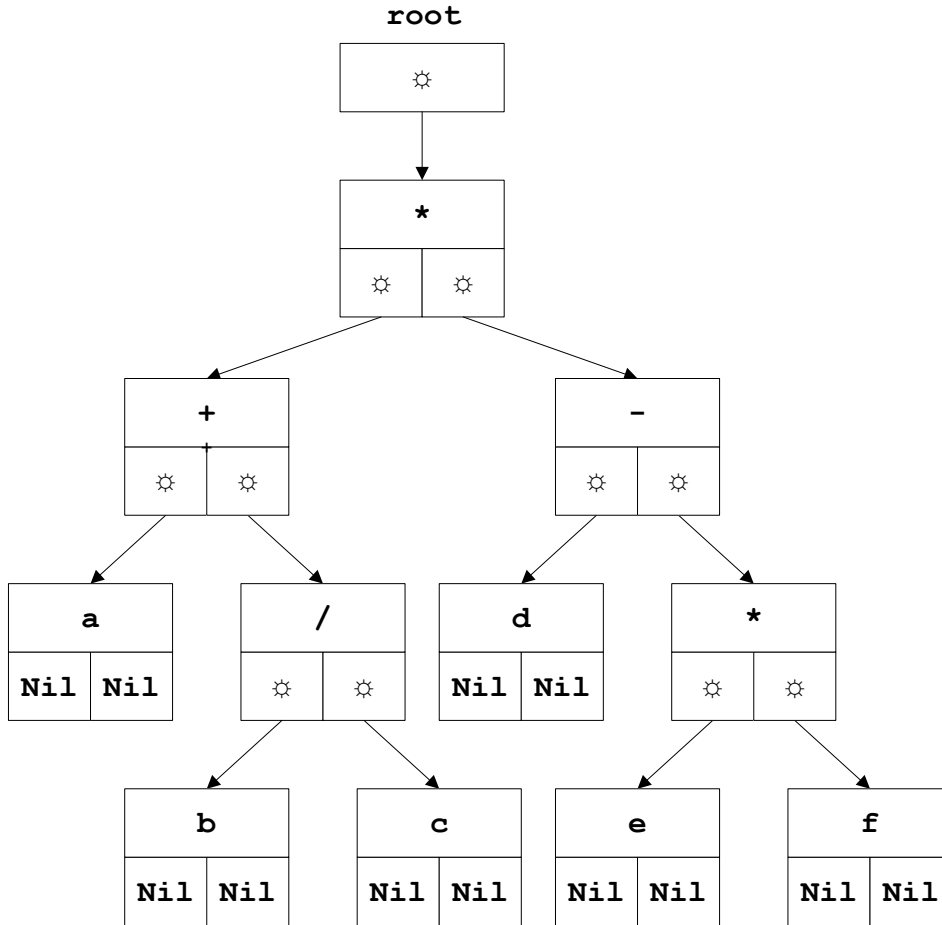 root
☼
*
☼ ☼
+ -
+
☼ ☼ ☼ ☼
a / d *
Nil Nil ☼ ☼ Nil Nil ☼ ☼
b c e f
Nil Nil Nil Nil Nil Nil Nil Nil